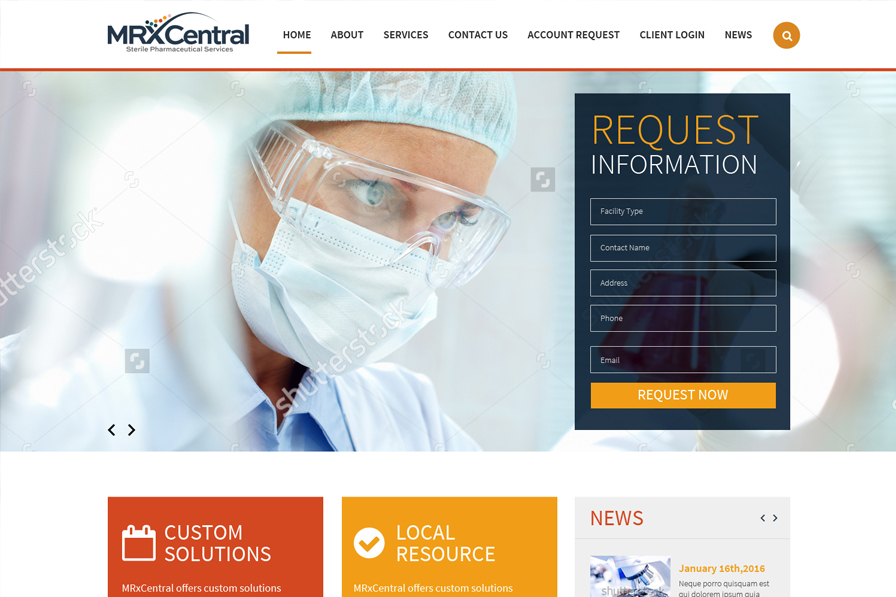 MRXCentral
Sterile Pharmaceutical Services
HOME ABOUT SERVICES CONTACT US ACCOUNT REQUEST CLIENT LOGIN NEWS
REQUEST
INFORMATION
Facility Type
Contact Name
Address
Phone
Email
REQUEST NOW
shutterstock
shutterstock
CUSTOM
SOLUTIONS
MRxCentral offers custom solutions
LOCAL
RESOURCE
MRxCentral offers custom solutions
NEWS
January 16th,2016
Neque porro quisquam est
qui dolorem ipsum quia